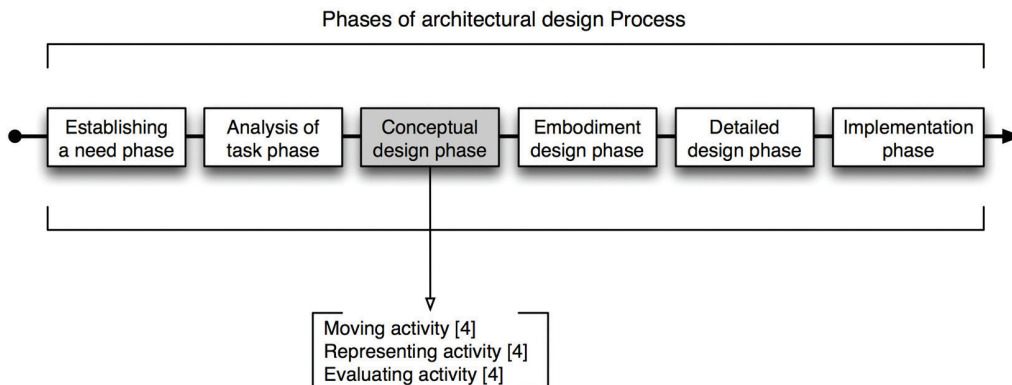 Phases of architectural design Process
Establishing
a need phase
Analysis of
task phase
Conceptual
design phase
Embodiment
design phase
Detailed
design phase
Implementation
phase
Moving activity [4]
Representing activity [4]
Evaluating activity [4]